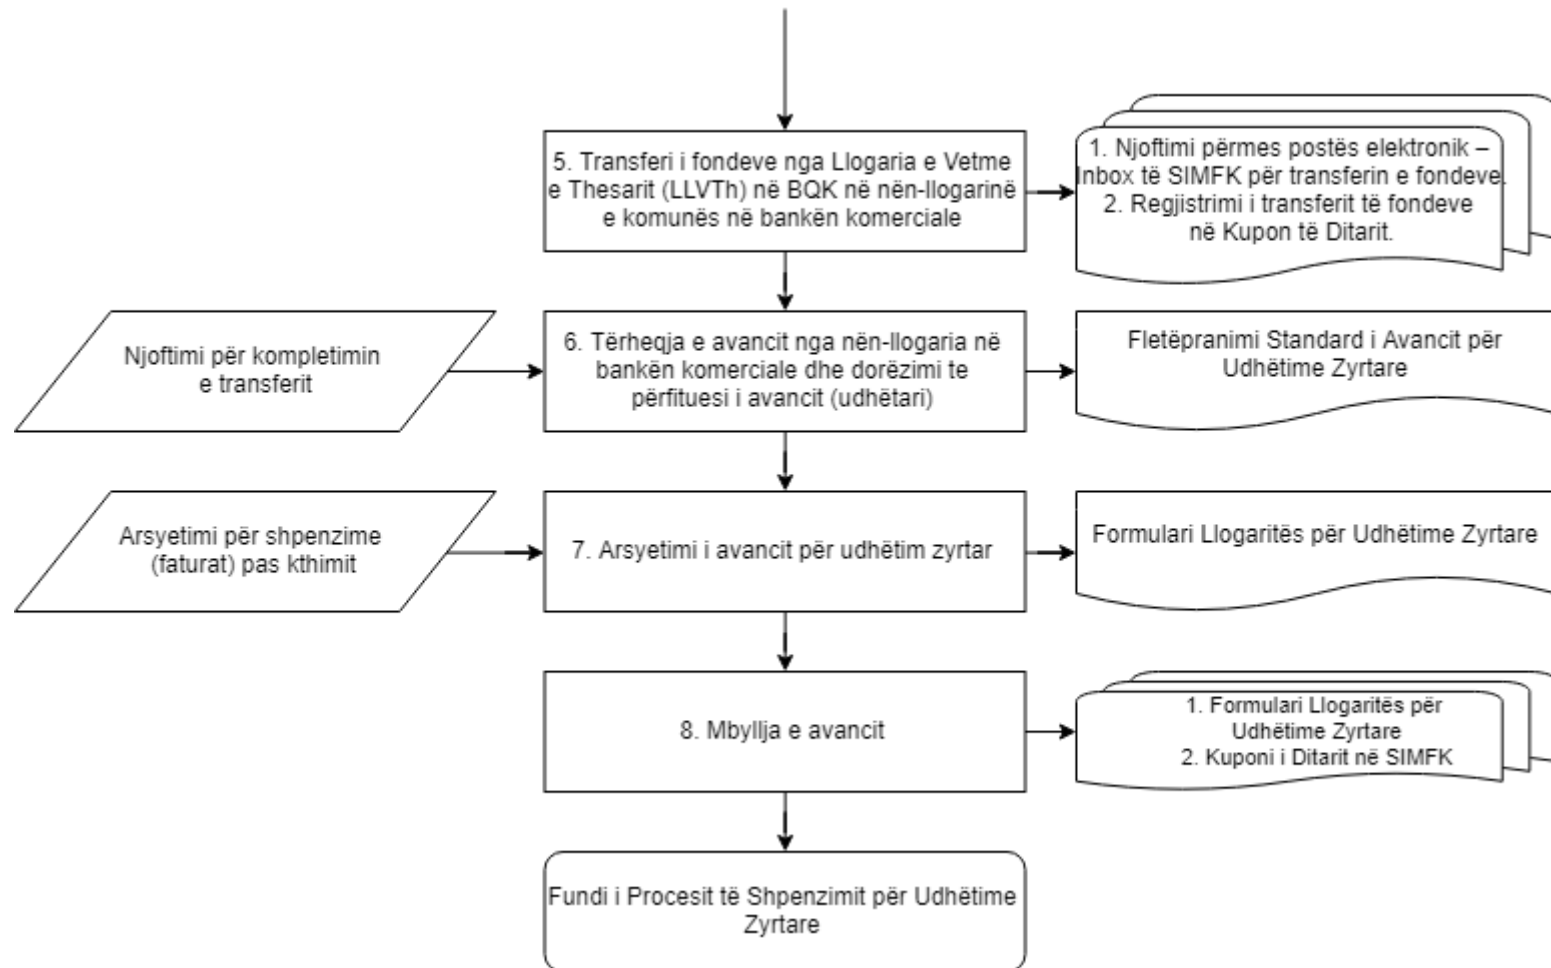 5. Transferi i fondeve nga Llogaria e Vetme
e Thesarit (LLVTh) në BQK në nën-llogarinë
e komunës në bankën komerciale
1. Njoftimi përmes postës elektronik –
Inbox të SIMFK për transferin e fondeve.
2. Regjistrimi i transferit të fondeve
në Kupon të Ditarit.
Njoftimi për kompletimin
e transferit
6. Tërheqja e avancit nga nën-llogaria në
bankën komerciale dhe dorëzimi te
përfituesi i avancit (udhëtari)
Fletëpranimi Standard i Avancit për
Udhëtime Zyrtare
Arsyetimi për shpenzime
(faturat) pas kthimit
7. Arsyetimi i avancit për udhëtim zyrtar
Formulari Llogaritës për Udhëtime Zyrtare
8. Mbyllja e avancit
1. Formulari Llogaritës për
Udhëtime Zyrtare
2. Kuponi i Ditarit në SIMFK
Fundi i Procesit të Shpenzimit për Udhëtime
Zyrtare